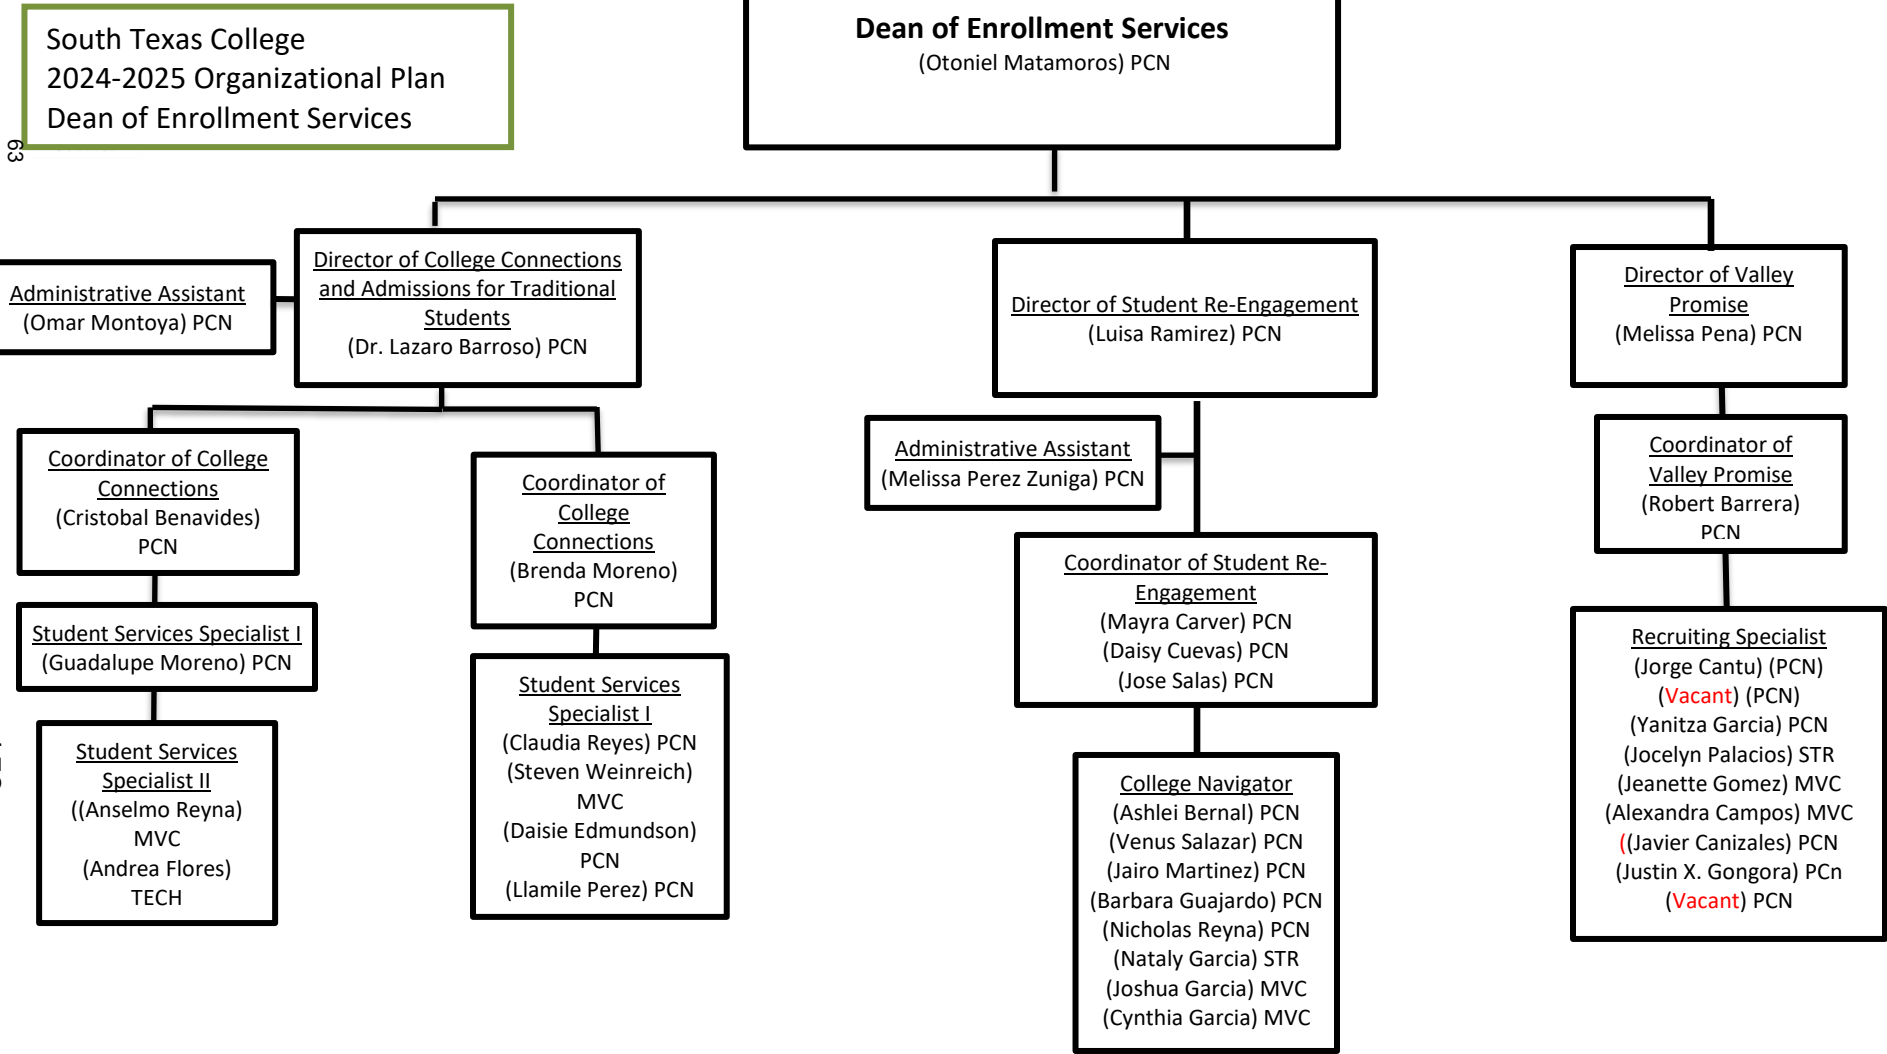 South Texas College
2024-2025 Organizational Plan
Dean of Enrollment Services
63
Dean of Enrollment Services
(Otoniel Matamoros) PCN
Administrative Assistant
(Omar Montoya) PCN
Director of College Connections
and Admissions for Traditional
Students
(Dr. Lazaro Barroso) PCN
Coordinator of College
Connections
(Cristobal Benavides)
PCN
Student Services Specialist I
(Guadalupe Moreno) PCN
Student Services
Specialist II
((Anselmo Reyna)
MVC
(Andrea Flores)
TECH
Coordinator of
College
Connections
(Brenda Moreno)
PCN
Student Services
Specialist I
(Claudia Reyes) PCN
(Steven Weinreich)
MVC
(Daisie Edmundson)
PCN
(Llamile Perez) PCN
Director of Student Re-Engagement
(Luisa Ramirez) PCN
Administrative Assistant
(Melissa Perez Zuniga) PCN
Coordinator of Student Re-
Engagement
(Mayra Carver) PCN
(Daisy Cuevas) PCN
(Jose Salas) PCN
College Navigator
(Ashlei Bernal) PCN
(Venus Salazar) PCN
(Jairo Martinez) PCN
(Barbara Guajardo) PCN
(Nicholas Reyna) PCN
(Nataly Garcia) STR
(Joshua Garcia) MVC
(Cynthia Garcia) MVC
Director of Valley
Promise
(Melissa Pena) PCN
Coordinator of
Valley Promise
(Robert Barrera)
PCN
Recruiting Specialist
(Jorge Cantu) (PCN)
(Vacant) (PCN)
(Yanitza Garcia) PCN
(Jocelyn Palacios) STR
(Jeanette Gomez) MVC
(Alexandra Campos) MVC
((Javier Canizales) PCN
(Justin X. Gongora) PCn
(Vacant) PCN